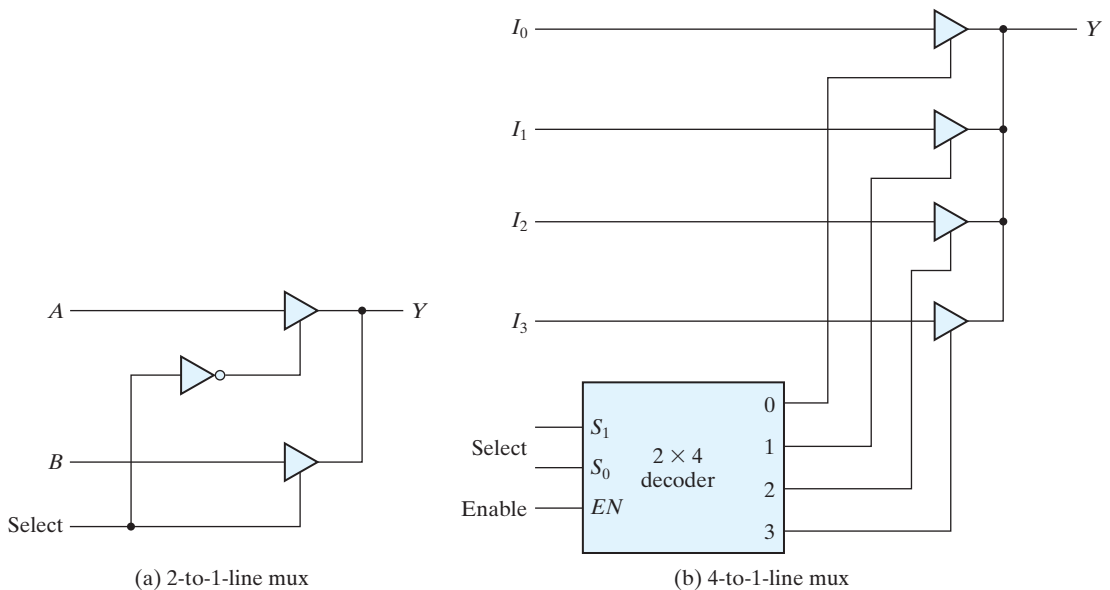 A
Y
B
Select
(a) 2-to-1-line mux
I₀
Y
I₁
I₂
I₃
Select
S₁
S₀
Enable
EN
2 × 4
decoder
0
1
2
3
(b) 4-to-1-line mux